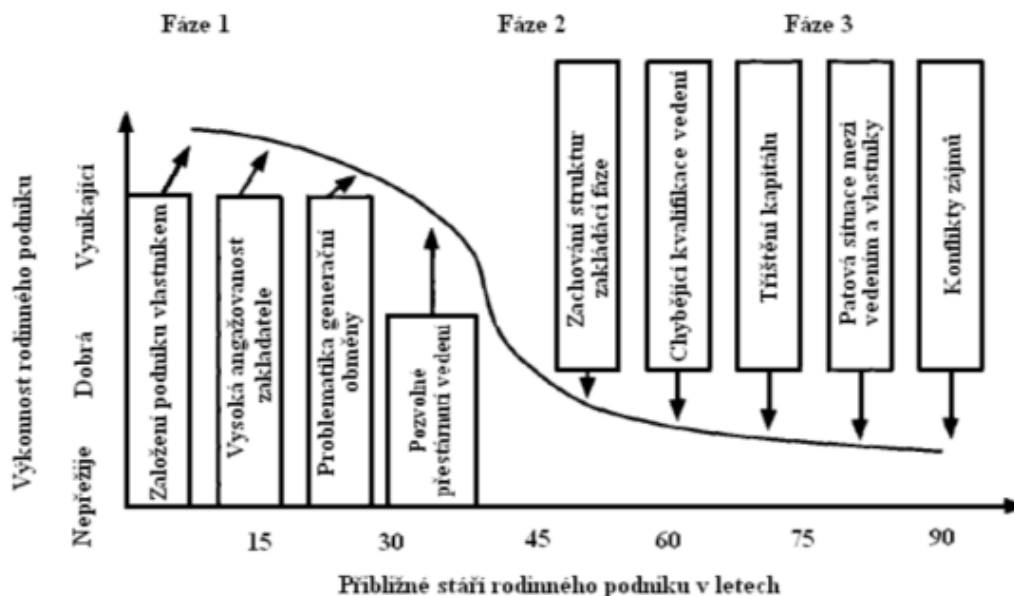 Fáze 1
Fáze 2
Fáze 3
Výkonnost rodinného podniku
Vynikající
Dobrá
Nepřežije
Založení podniku vlastníkem
Vysoká angažovanost
zakladatele
Problematika generační
obměny
Pozvolné
přestárnutí vedení
Zachování struktur
zakládácí fáze
Chybějící kvalifikace vedení
Tříštění kapitálu
Patová situace mezi
vedením a vlastníky
Konflikty zájmů
15
30
45
60
75
90
Přibližné stáří rodinného podniku v letech